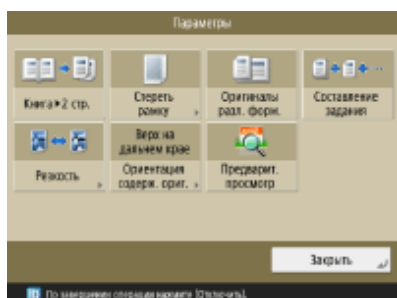 Параметры
Книга►2 стр.
Стереть
рамку
Оригиналы
разл. форм.
Составление
задания
Резкость
Верх на
дальнем крае
Ориентация
содерж. ориг.
Предварит.
просмотр
Закрыть
По завершении операции нажмите [Отключить].